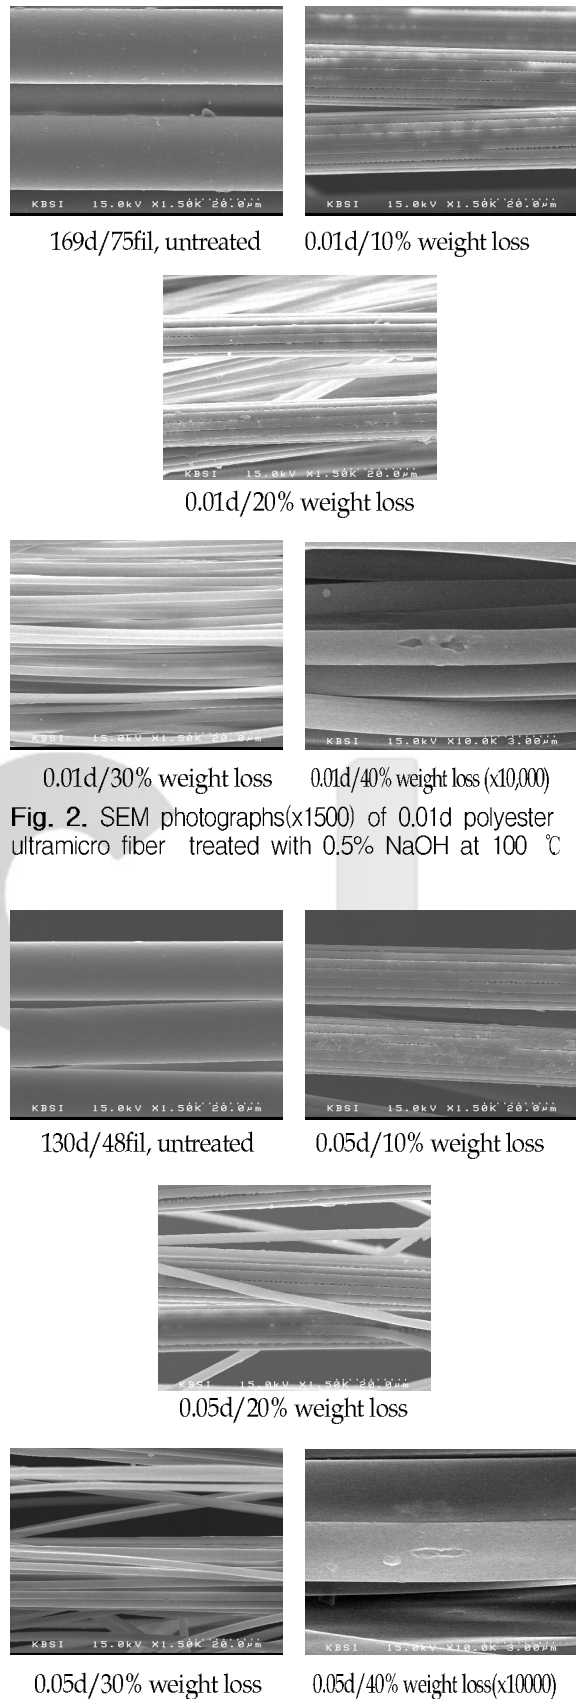 KBSI 15.0kV X1.50K 20.0µm
KBSI 15.0kV X1.50K 20.0µm
169d/75fil, untreated
0.01d/10% weight loss
KBSI 15.0kV X1.50K 20.0µm
0.01d/20% weight loss
KBSI 15.0kV X1.50K 20.0µm
KBSI 15.0kV X10.0K 3.00µm
0.01d/30% weight loss
0.01d/40% weight loss (x10,000)
Fig. 2. SEM photographs(x1500) of 0.01d polyester
ultramicro fiber treated with 0.5% NaOH at 100 ℃
KBSI 15.0kV X1.50K 20.0µm
KBSI 15.0kV X1.50K 20.0µm
130d/48fil, untreated
0.05d/10% weight loss
KBSI 15.0kV X1.50K 20.0µm
0.05d/20% weight loss
KBSI 15.0kV X1.50K 20.0µm
KBSI 15.0kV X10.0K 3.00µm
0.05d/30% weight loss
0.05d/40% weight loss(x10000)